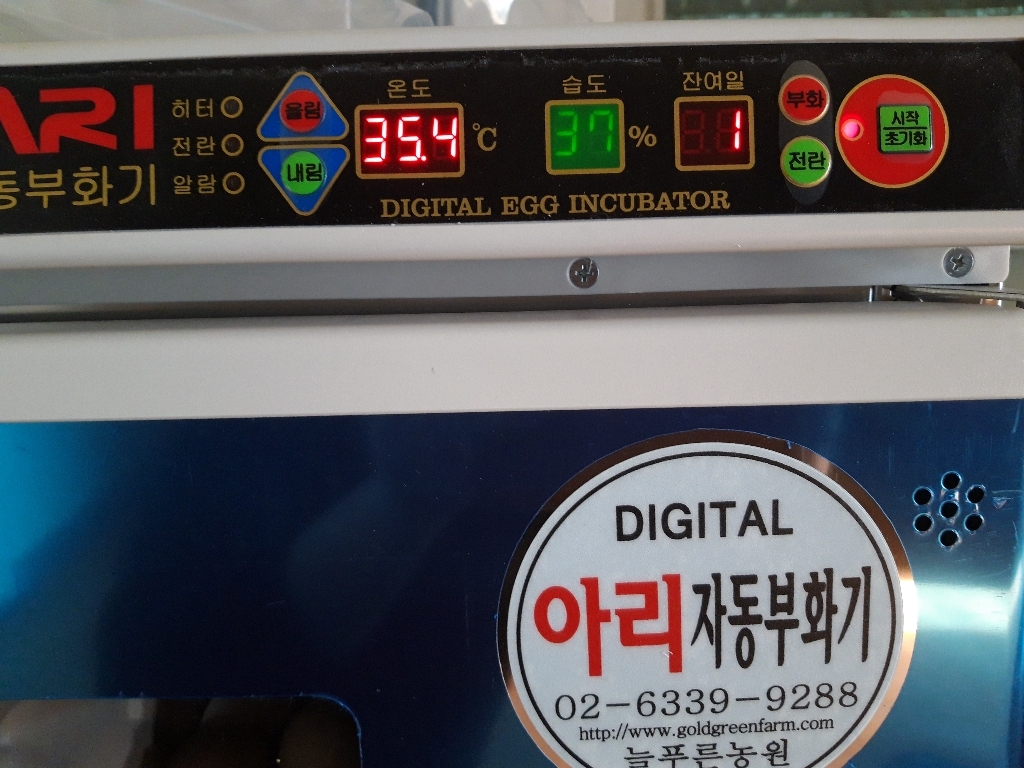 ARI
동부화기
히터
전란
알람
올림
내림
온도
35.4 ℃
습도
37 %
잔여일
1
부화
전란
시작
초기화
DIGITAL EGG INCUBATOR
DIGITAL
아리 자동부화기
02-6339-9288
http://www.goldgreenfarm.com
늘푸른농원